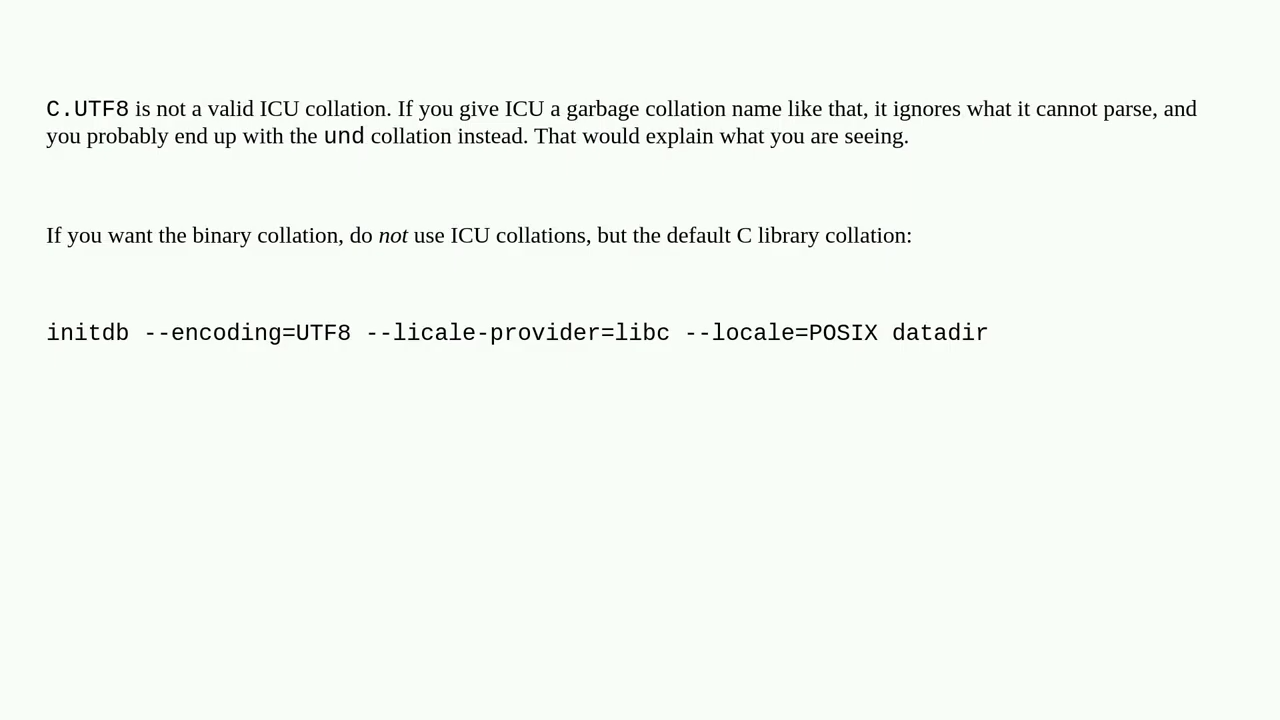 C.UTF8 is not a valid ICU collation. If you give ICU a garbage collation name like that, it ignores what it cannot parse, and
you probably end up with the und collation instead. That would explain what you are seeing.
If you want the binary collation, do not use ICU collations, but the default C library collation:
initdb --encoding=UTF8 --licale-provider=libc --locale=POSIX datadir